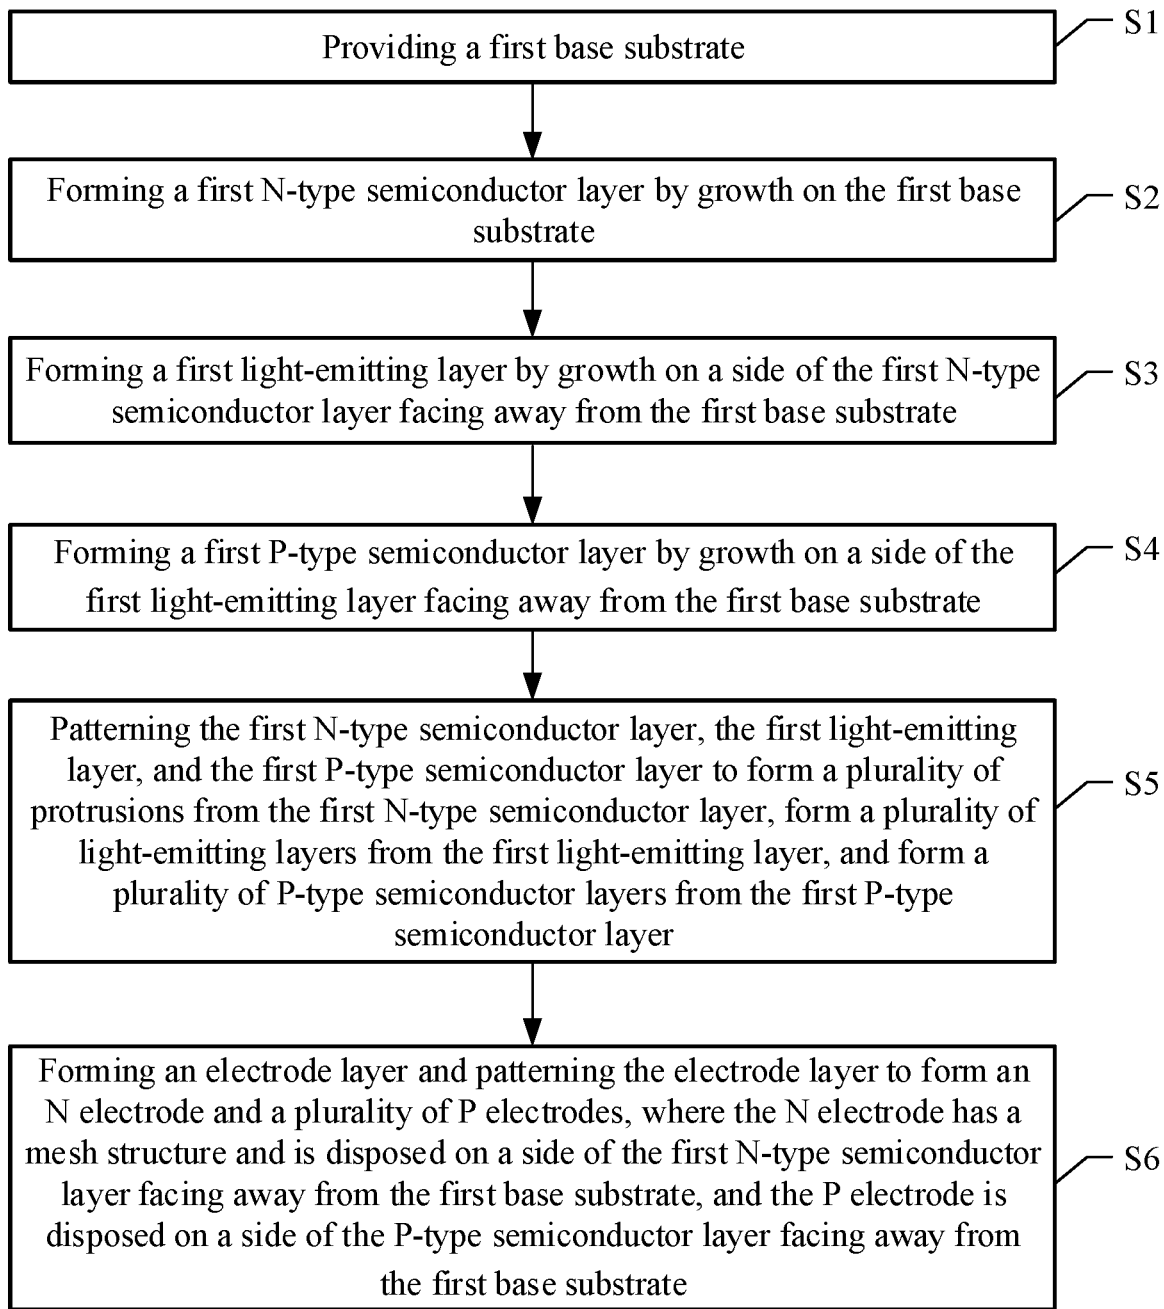 Providing a first base substrate
S1
Forming a first N-type semiconductor layer by growth on the first base
substrate
S2
Forming a first light-emitting layer by growth on a side of the first N-type
semiconductor layer facing away from the first base substrate
S3
Forming a first P-type semiconductor layer by growth on a side of the
first light-emitting layer facing away from the first base substrate
S4
Patterning the first N-type semiconductor layer, the first light-emitting
layer, and the first P-type semiconductor layer to form a plurality of
protrusions from the first N-type semiconductor layer, form a plurality of
light-emitting layers from the first light-emitting layer, and form a
plurality of P-type semiconductor layers from the first P-type
semiconductor layer
S5
Forming an electrode layer and patterning the electrode layer to form an
N electrode and a plurality of P electrodes, where the N electrode has a
mesh structure and is disposed on a side of the first N-type semiconductor
layer facing away from the first base substrate, and the P electrode is
disposed on a side of the P-type semiconductor layer facing away from
the first base substrate
S6